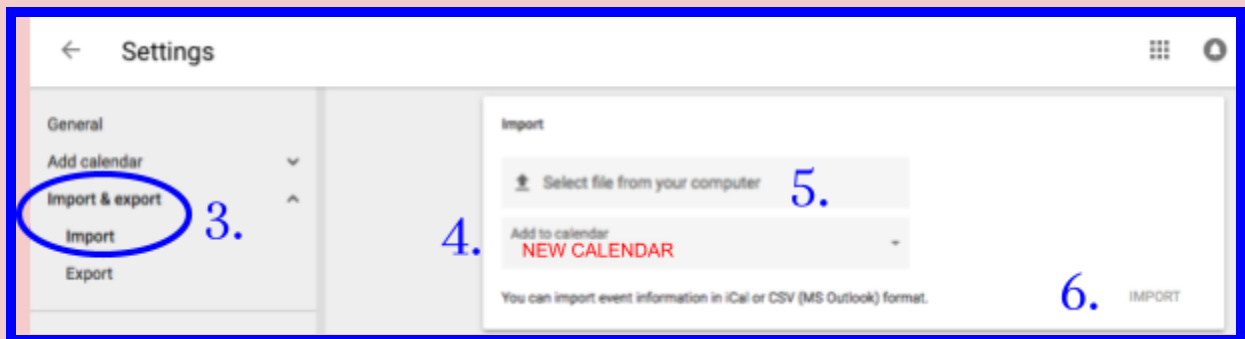 Settings
General
Add calendar
Import & export
3.
Import
Export
Import
Select file from your computer
5.
4.
Add to calendar
NEW CALENDAR
You can import event information in iCal or CSV (MS Outlook) format.
6.
IMPORT